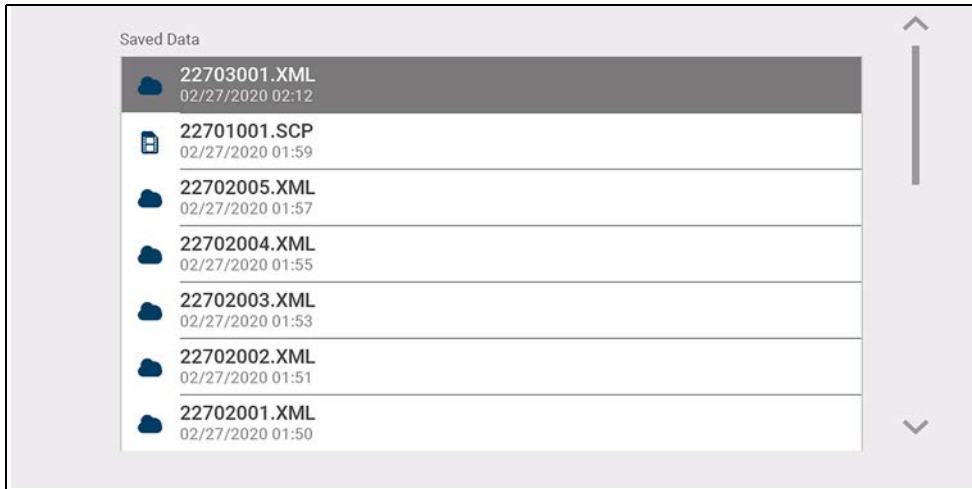 Saved Data
22703001.XML
02/27/2020 02:12
22701001.SCP
02/27/2020 01:59
22702005.XML
02/27/2020 01:57
22702004.XML
02/27/2020 01:55
22702003.XML
02/27/2020 01:53
22702002.XML
02/27/2020 01:51
22702001.XML
02/27/2020 01:50